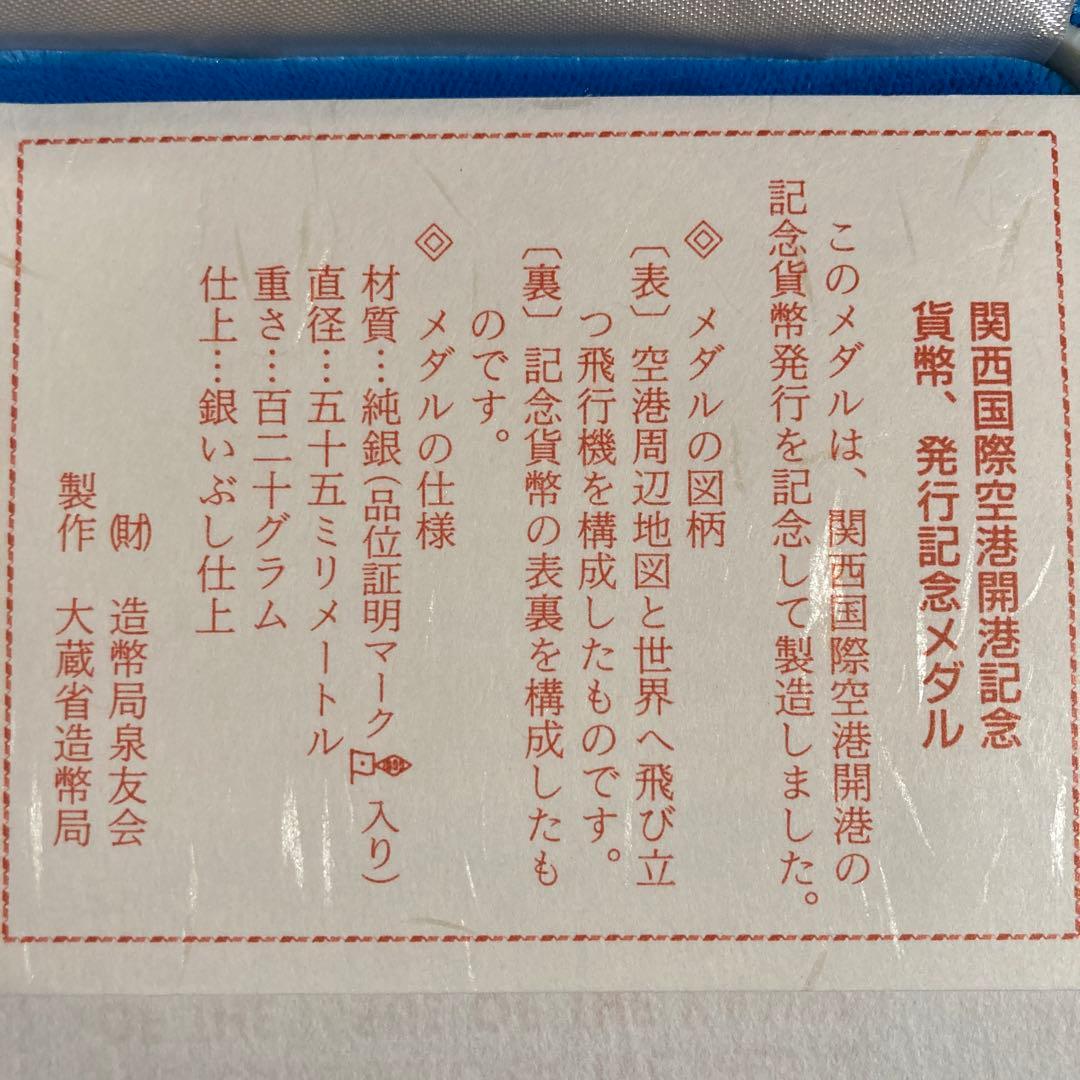 関西国際空港開港記念
貨幣、発行記念メダル
このメダルは、関西国際空港開港の
記念貨幣発行を記念して製造しました。
◇ メダルの図柄
〔表〕空港周辺地図と世界へ飛び立
つ飛行機を構成したものです。
〔裏〕記念貨幣の表裏を構成したも
のです。
◇ メダルの仕様
材質…純銀(品位証明マーク入り)
直径…五十五ミリメートル
重さ…百二十グラム
仕上…銀いぶし仕上
㈶ 造幣局泉友会
製作 大蔵省造幣局